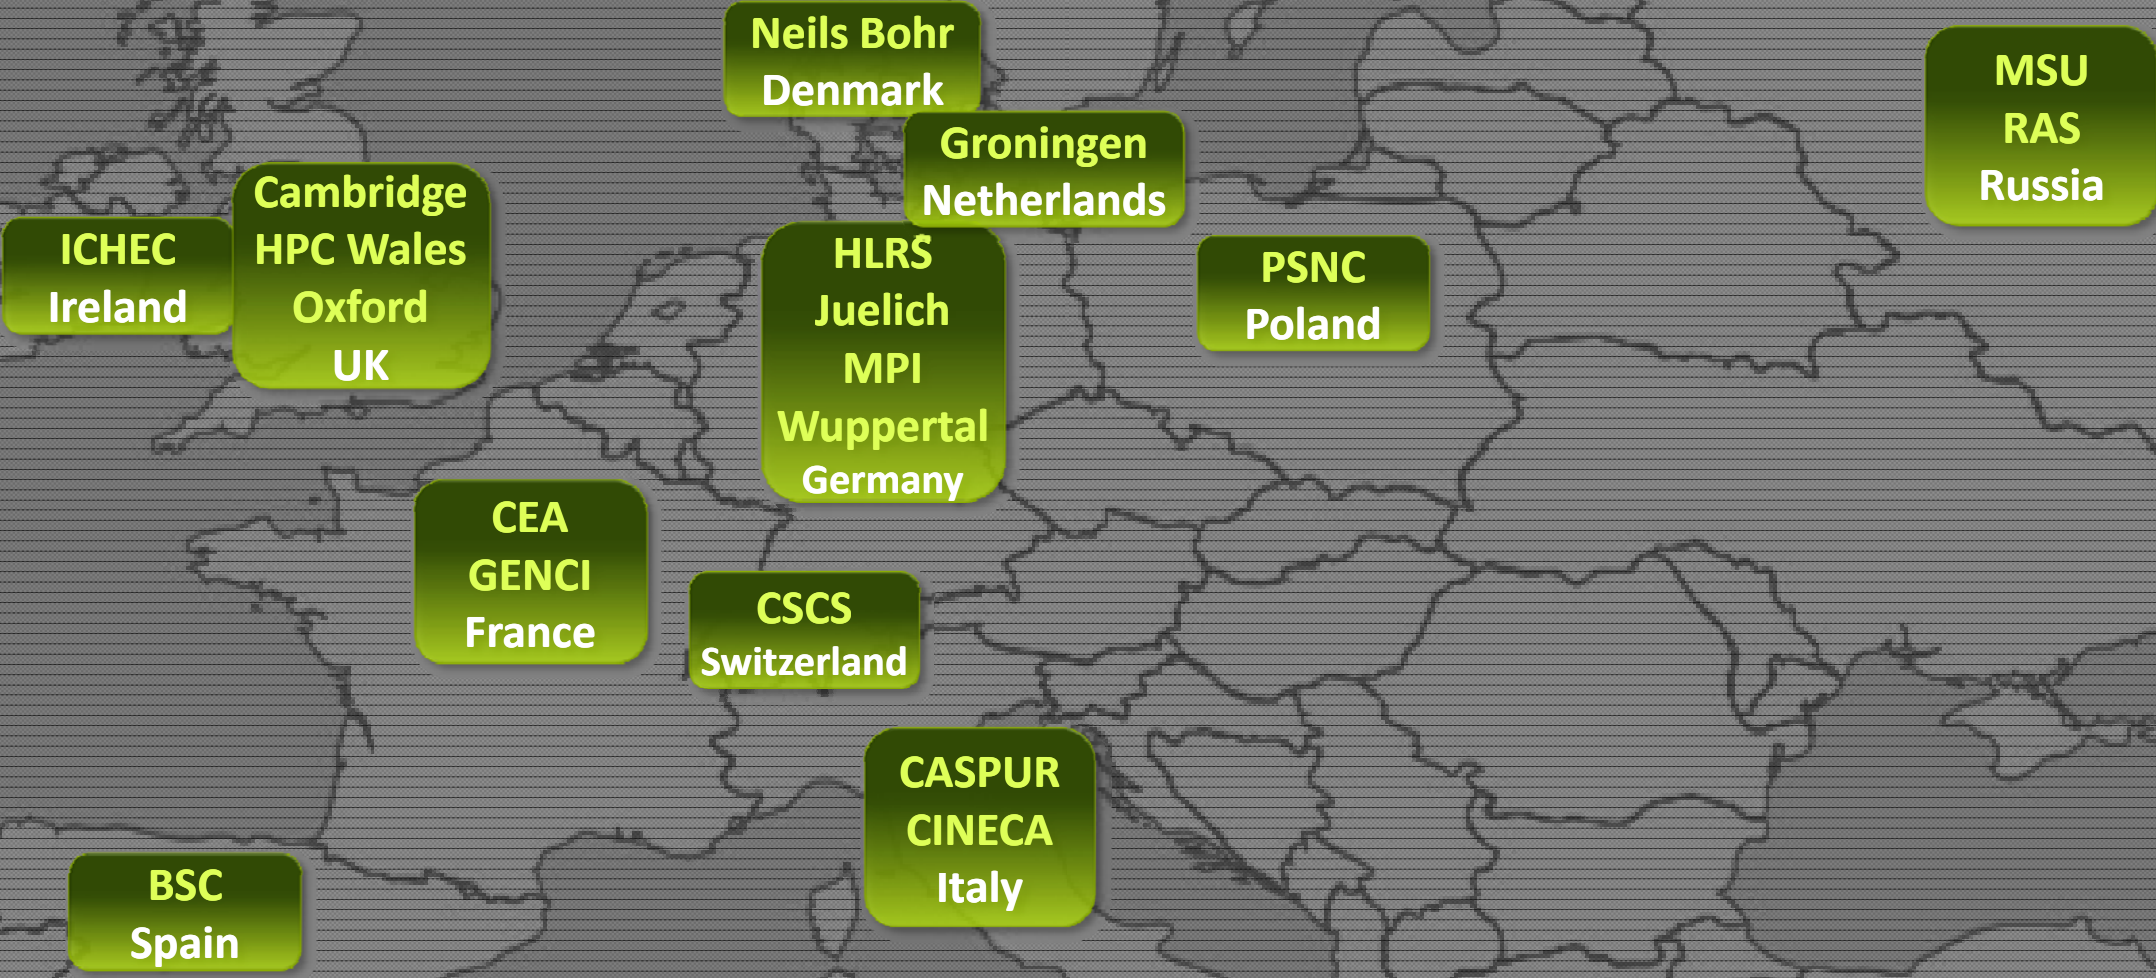 Neils Bohr
Denmark
MSU
RAS
Russia
Groningen
Netherlands
Cambridge
HPC Wales
Oxford
UK
ICHEC
Ireland
HLRS
Juelich
MPI
Wuppertal
Germany
PSNC
Poland
CEA
GENCI
France
CSCS
Switzerland
CASPUR
CINECA
Italy
BSC
Spain